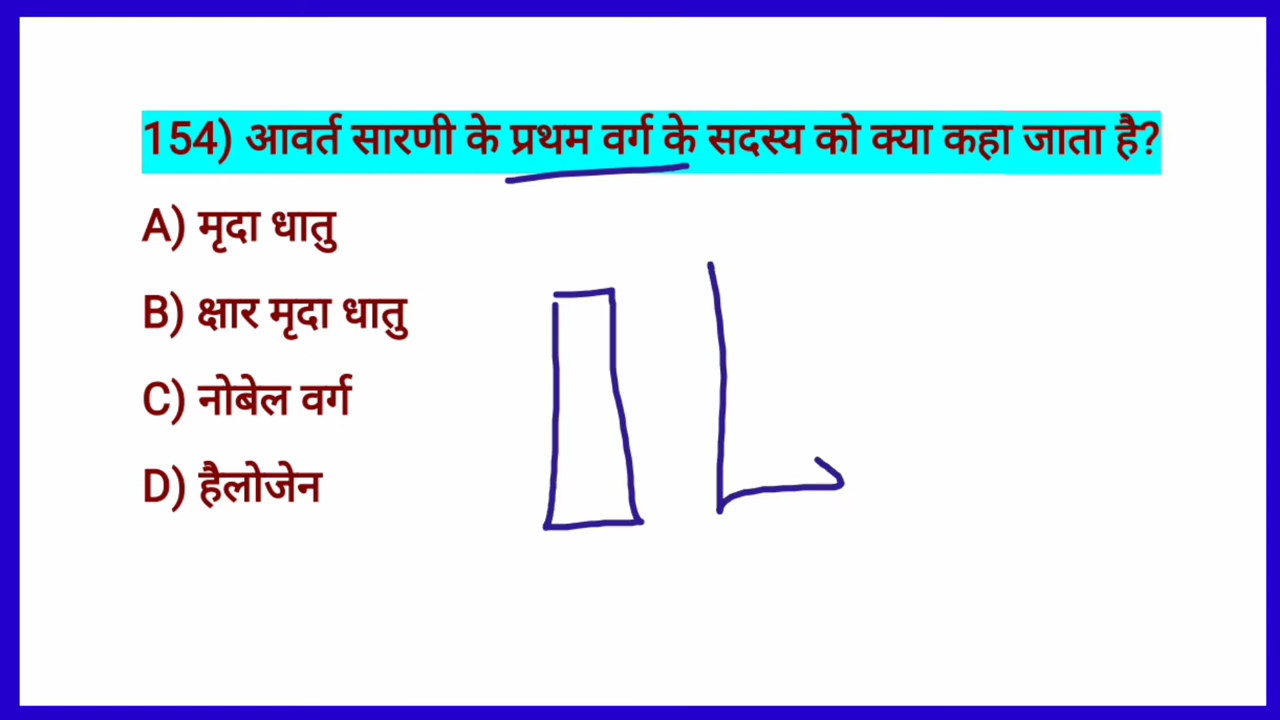 154) आवर्त सारणी के प्रथम वर्ग के सदस्य को क्या कहा जाता है?
A) मृदा धातु
B) क्षार मृदा धातु
C) नोबेल वर्ग
D) हैलोजेन